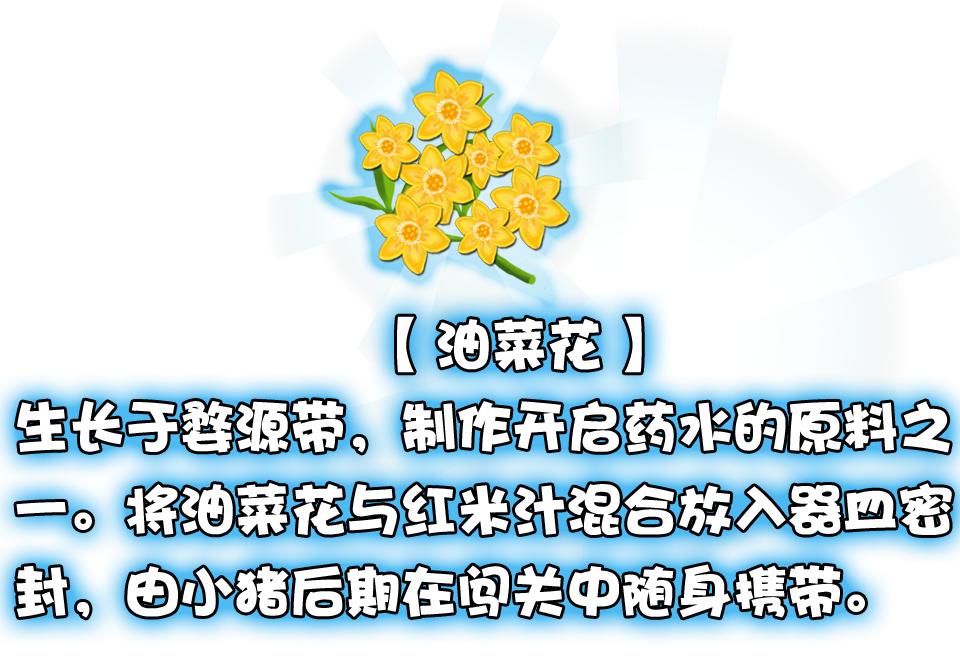 【油菜花】
生长于婺源带，制作开启药水的原料之
一。将油菜花与红米汁混合放入器皿密
封，由小猪后期在闯关中随身携带。